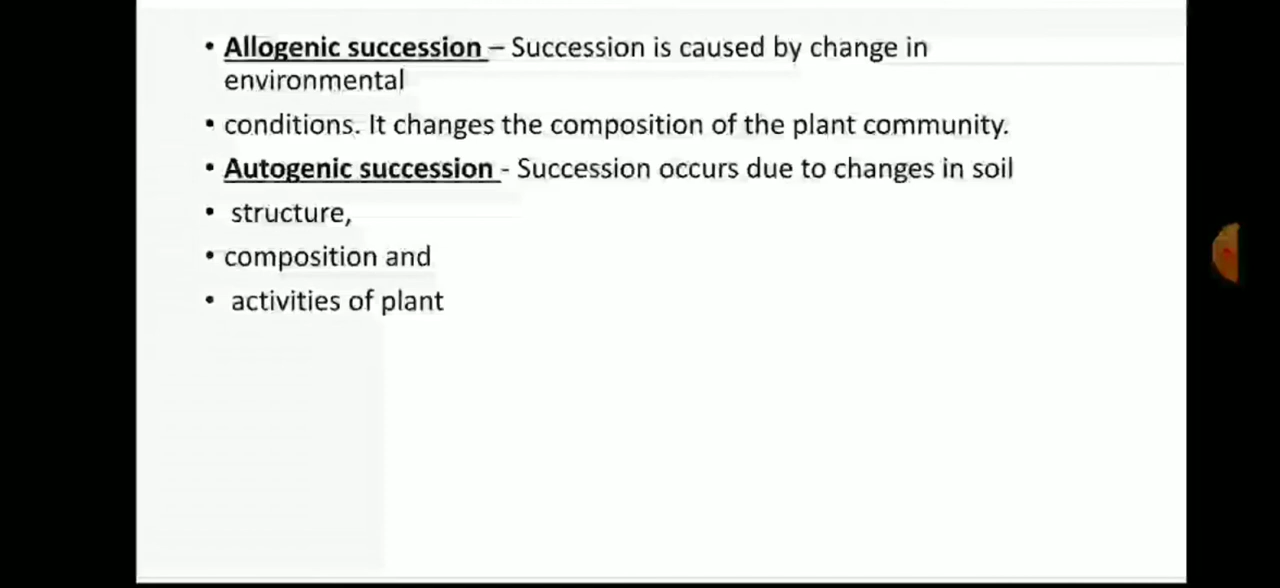 • Allogenic succession – Succession is caused by change in
environmental
• conditions. It changes the composition of the plant community.
• Autogenic succession - Succession occurs due to changes in soil
• structure,
• composition and
• activities of plant